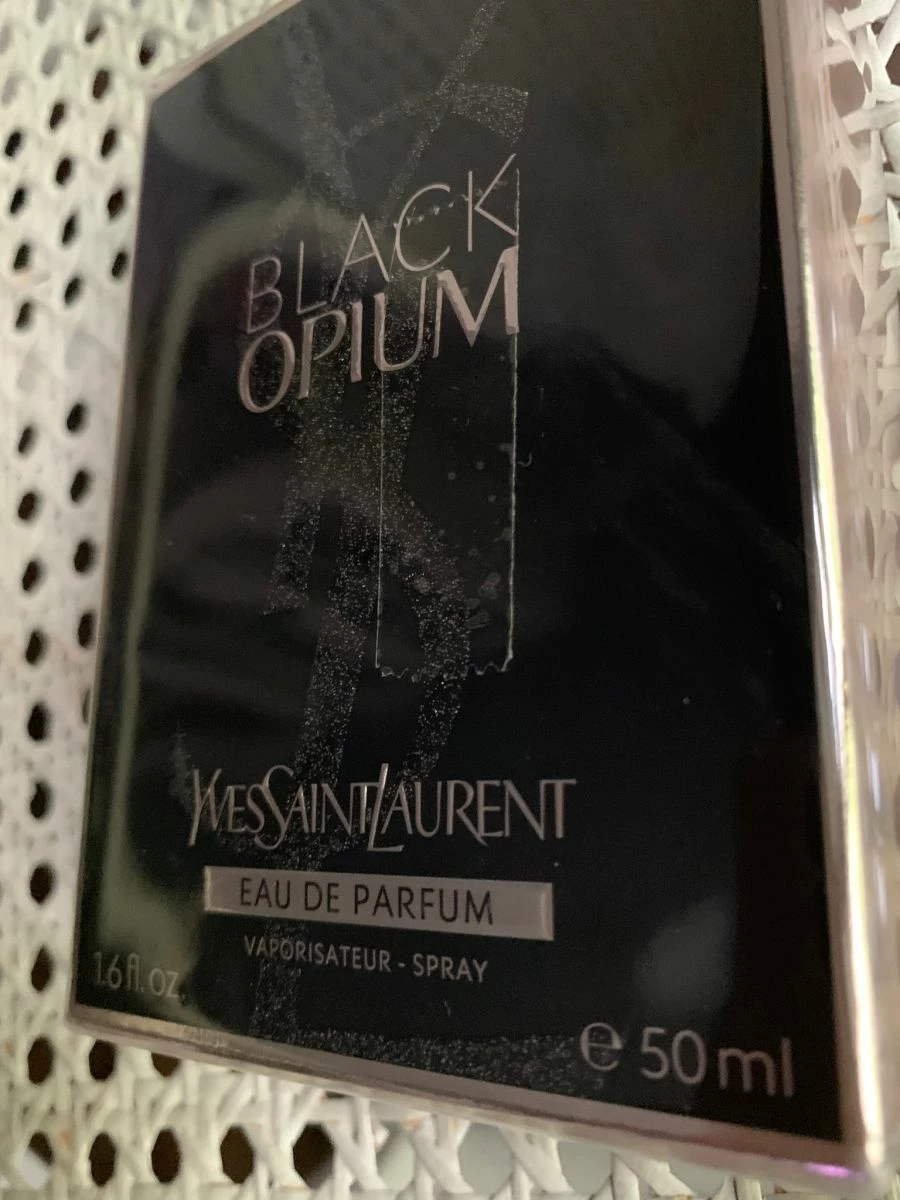 BLACK
OPIUM
YVESSAINTLAURENT
EAU DE PARFUM
VAPORISATEUR - SPRAY
1.6 fl. oz.
℮ 50 ml